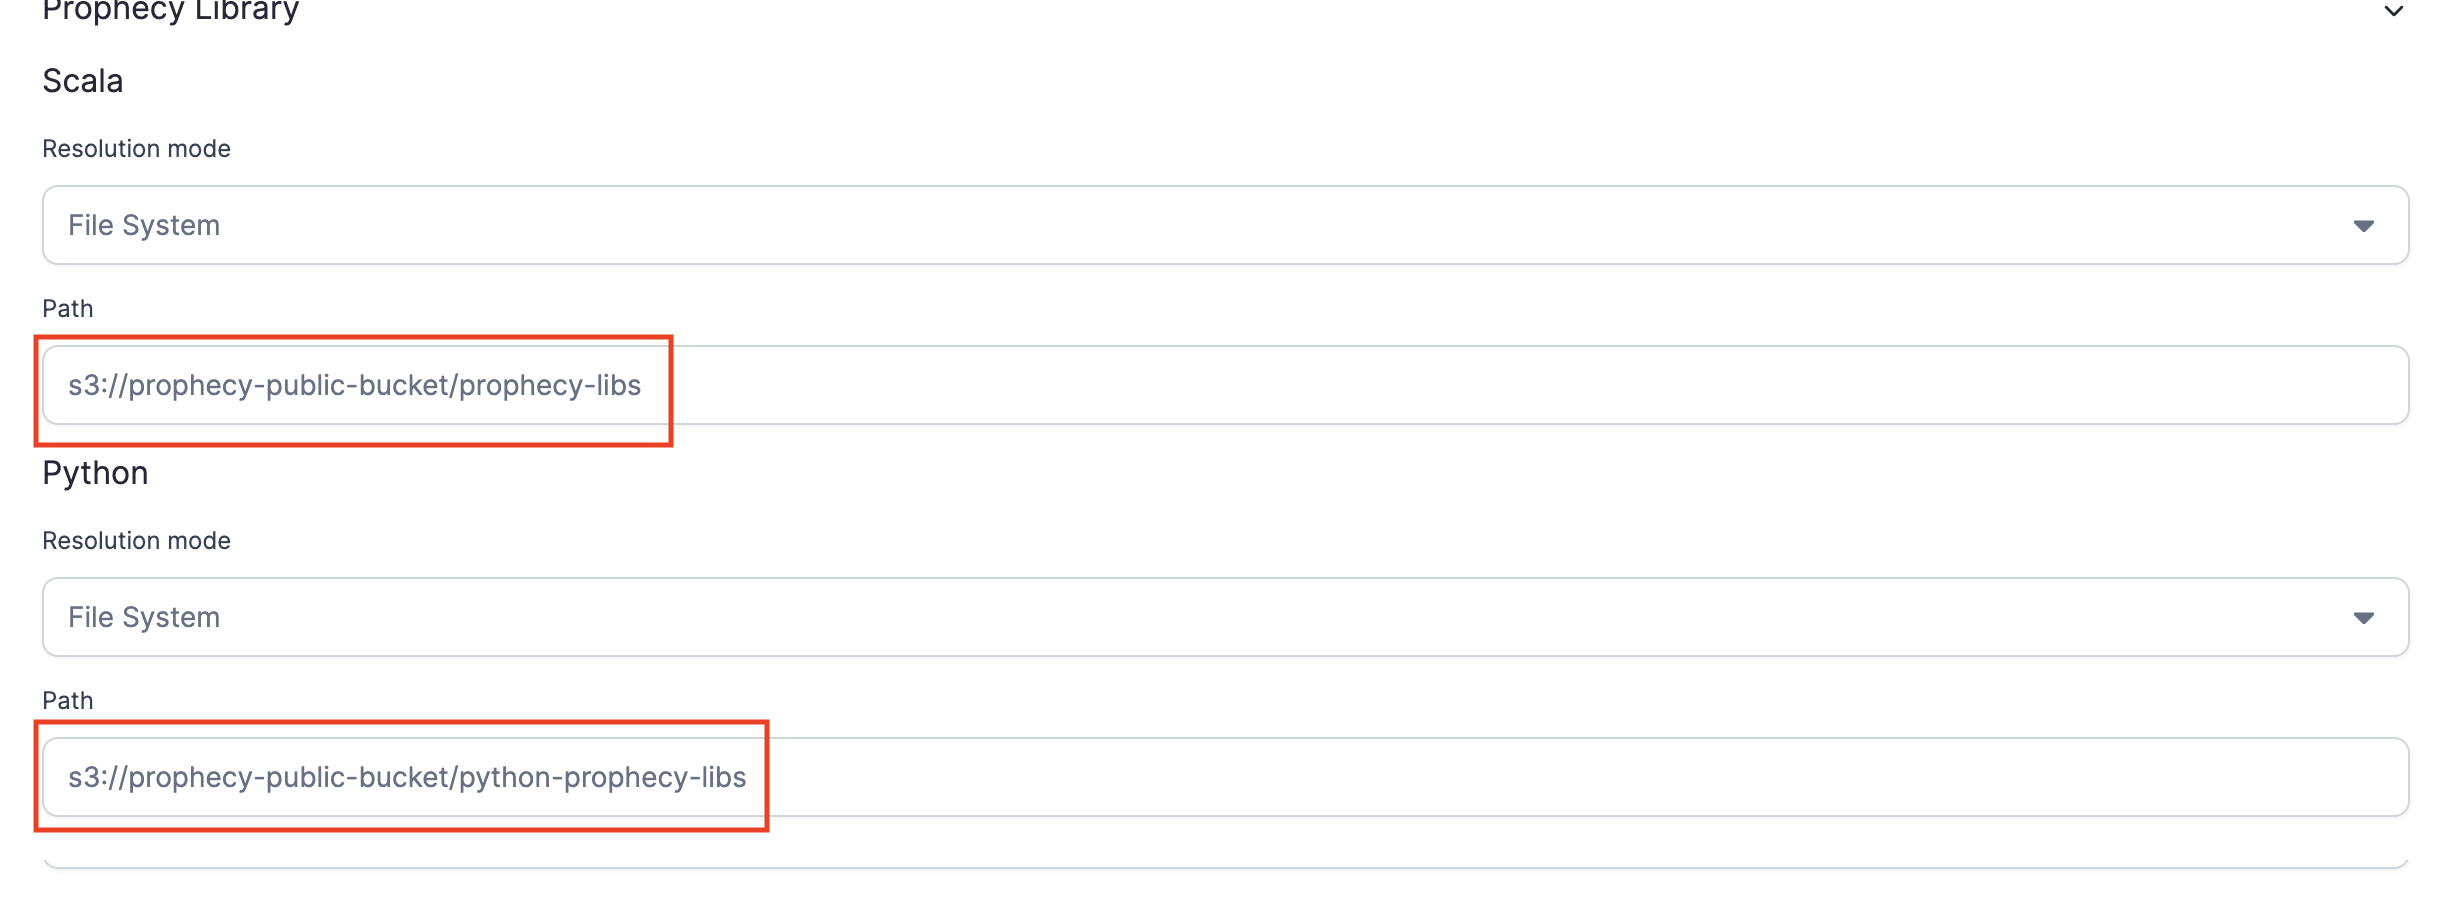 Prophecy Library
Scala
Resolution mode
File System
Path
s3://prophecy-public-bucket/prophecy-libs
Python
Resolution mode
File System
Path
s3://prophecy-public-bucket/python-prophecy-libs